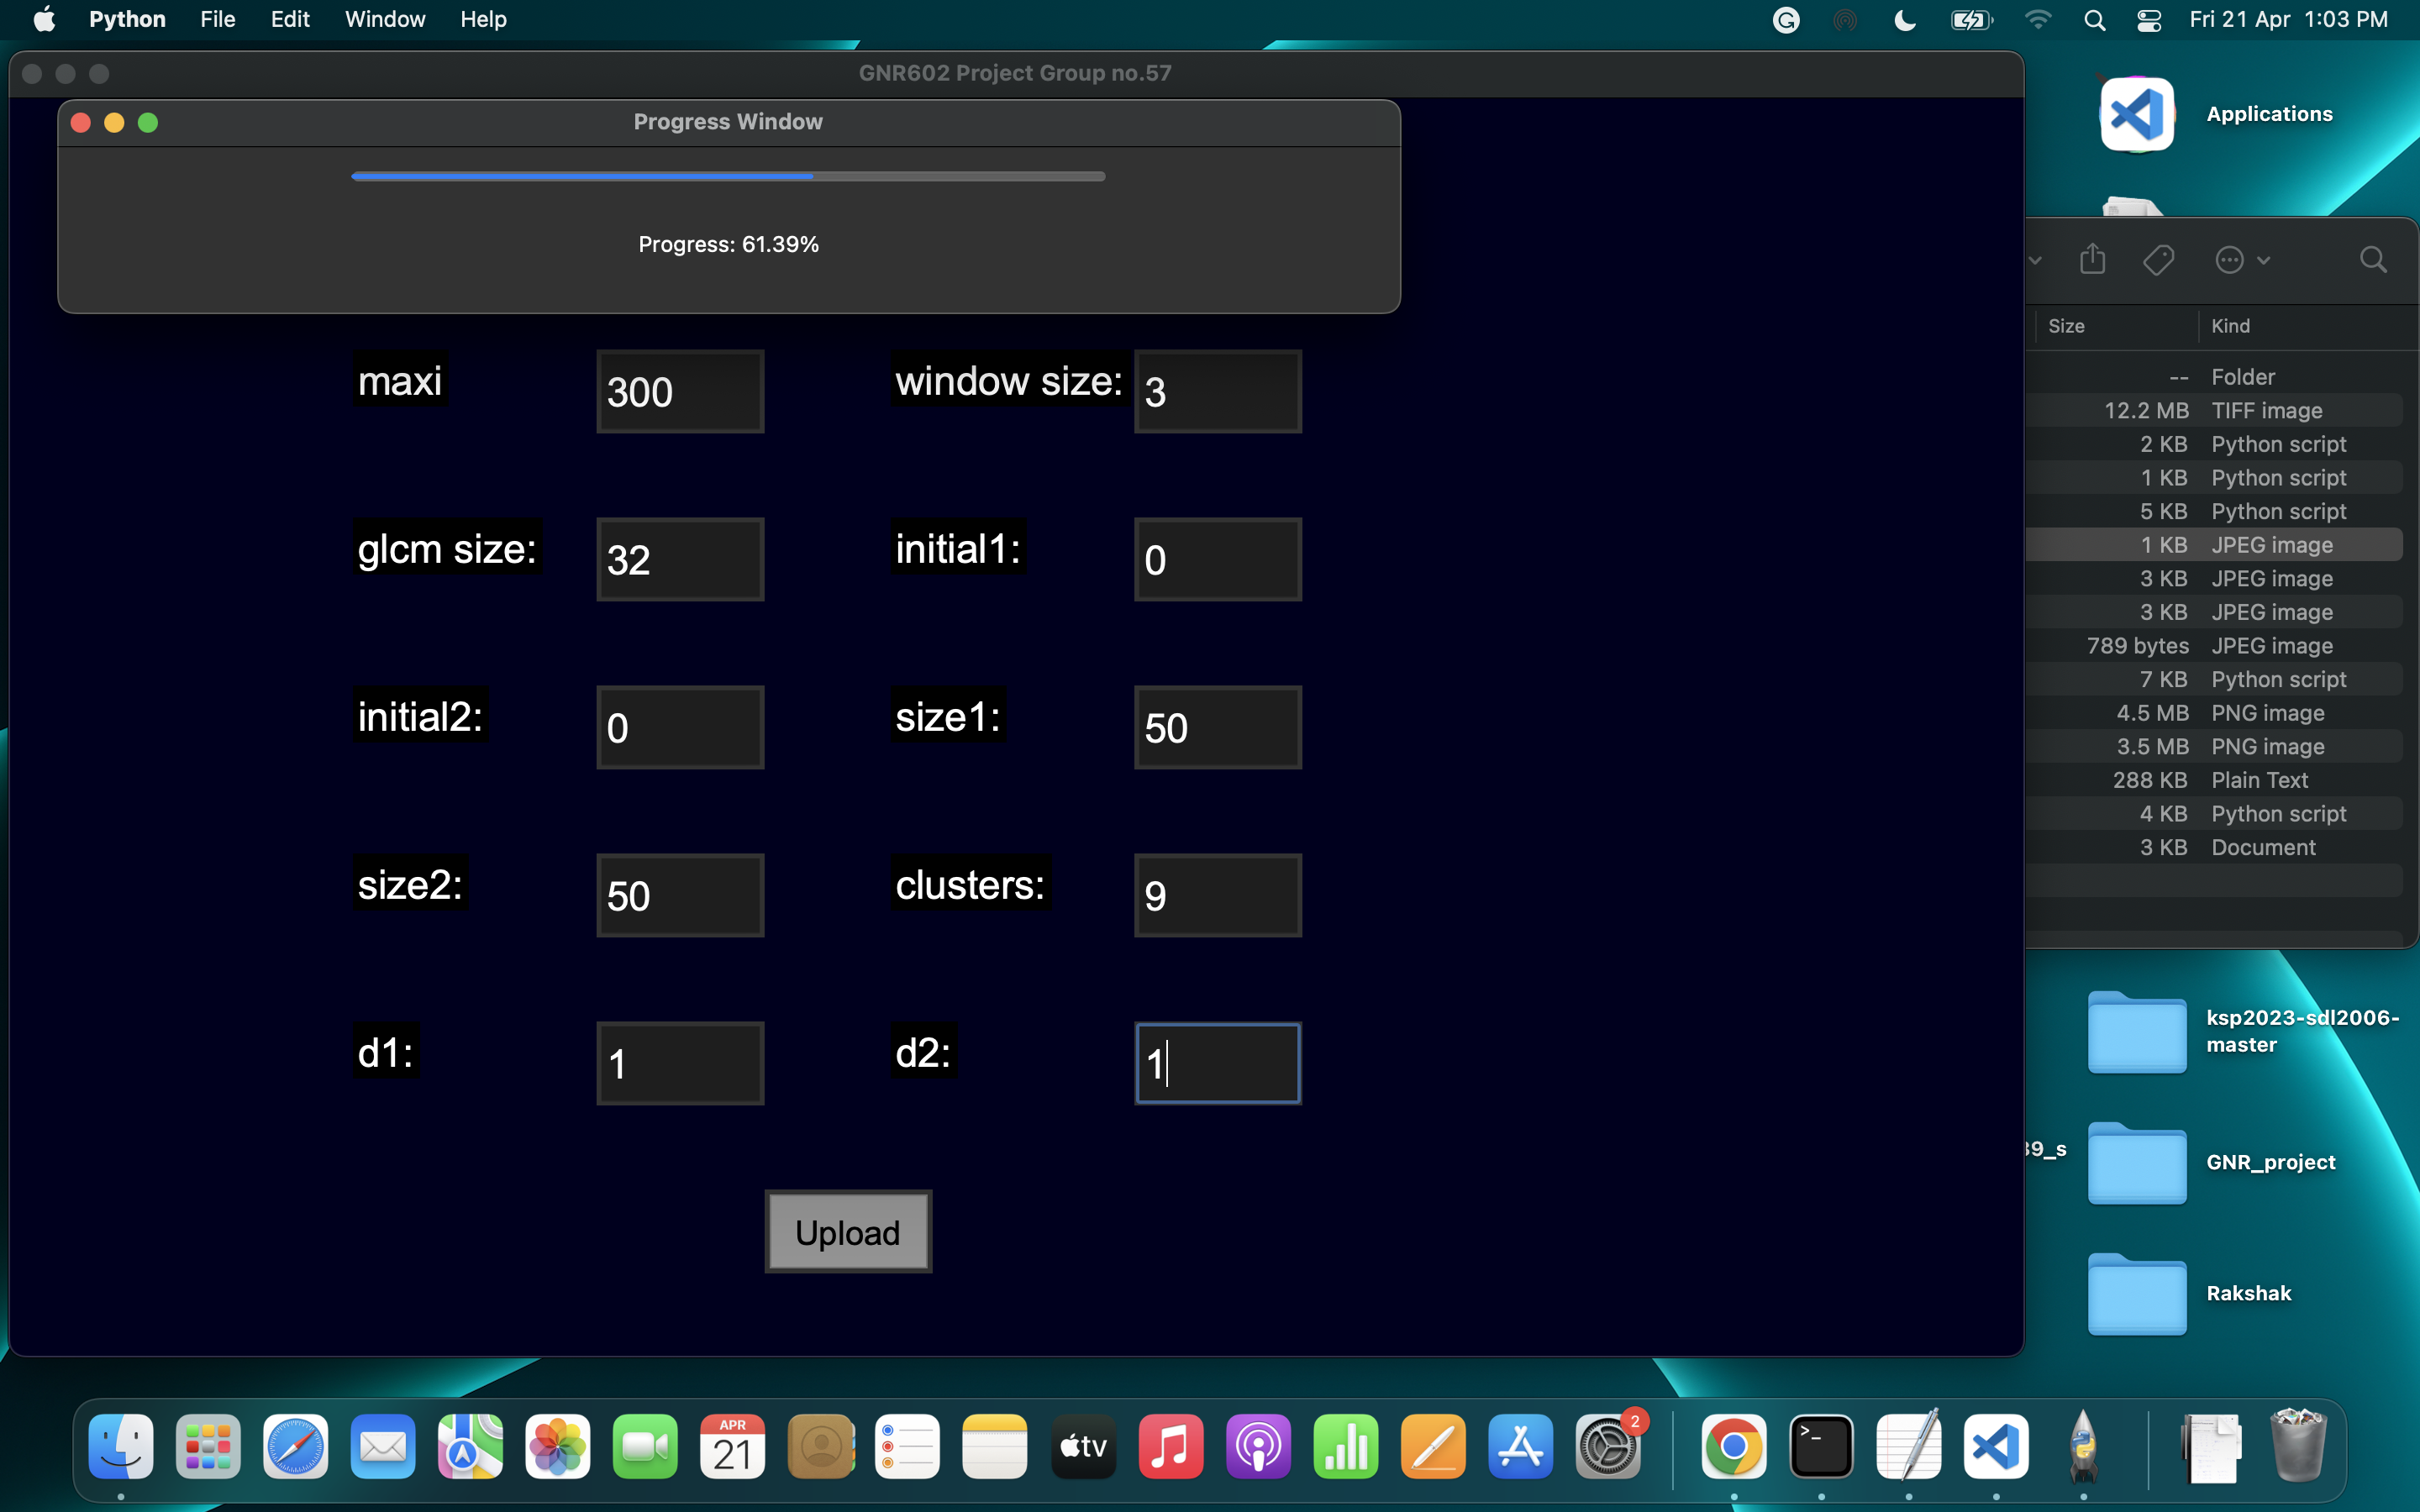 Python File Edit Window Help Fri 21 Apr 1:03 PM
GNR602 Project Group no.57
Progress Window
Progress: 61.39%
maxi 300 window size: 3
glcm size: 32 initial1: 0
initial2: 0 size1: 50
size2: 50 clusters: 9
d1: 1 d2: 1
Upload
Applications
Size Kind
-- Folder
12.2 MB TIFF image
2 KB Python script
1 KB Python script
5 KB Python script
1 KB JPEG image
3 KB JPEG image
3 KB JPEG image
789 bytes JPEG image
7 KB Python script
4.5 MB PNG image
3.5 MB PNG image
288 KB Plain Text
4 KB Python script
3 KB Document
ksp2023-sdl2006-
master
39_s
GNR_project
Rakshak
APR
21
tv
2
>_